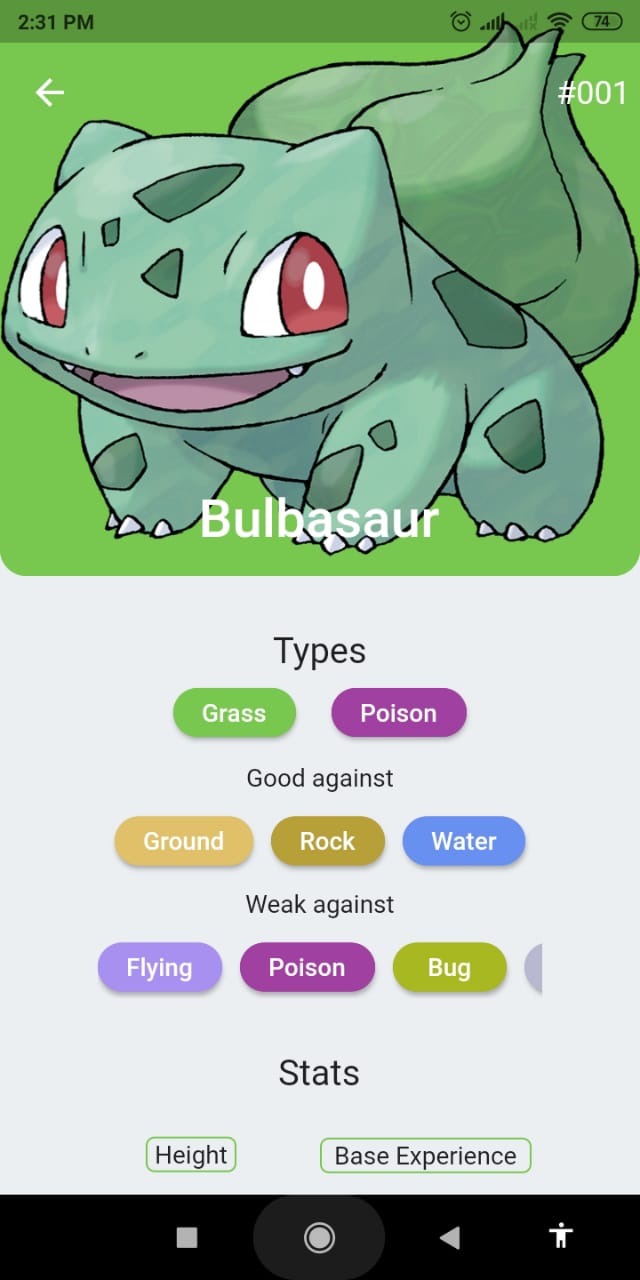 2:31 PM
74
#001
Bulbasaur
Types
Grass Poison
Good against
Ground Rock Water
Weak against
Flying Poison Bug
Stats
Height Base Experience